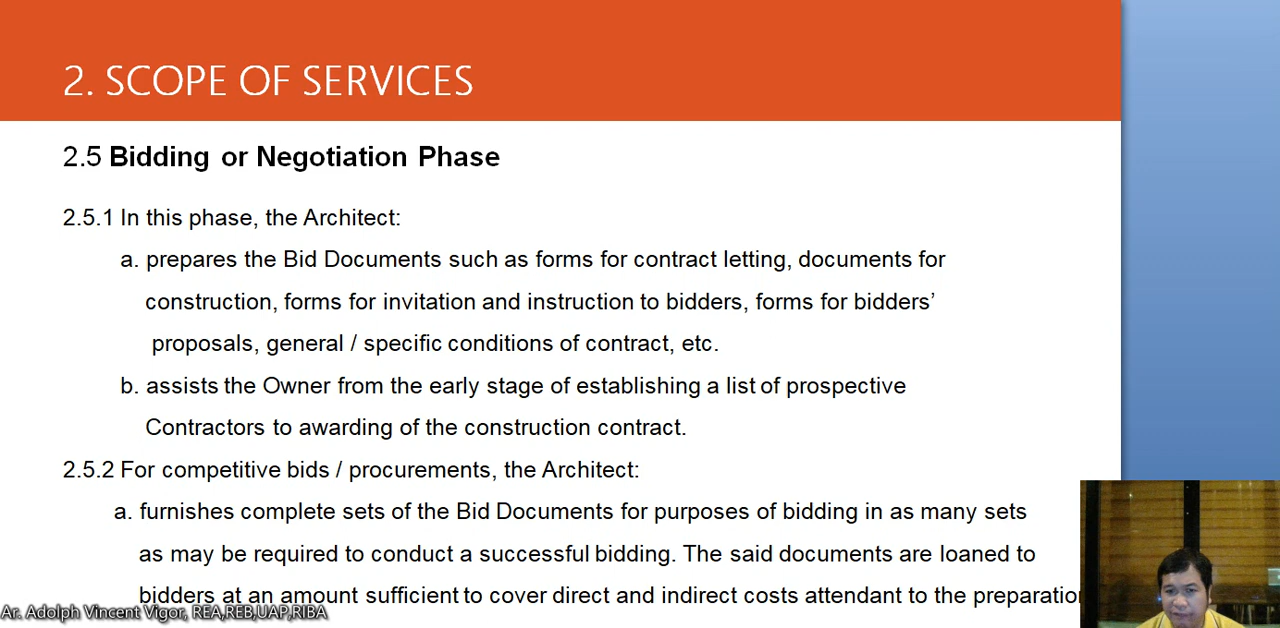 2. SCOPE OF SERVICES
2.5 Bidding or Negotiation Phase
2.5.1 In this phase, the Architect:
a. prepares the Bid Documents such as forms for contract letting, documents for
construction, forms for invitation and instruction to bidders, forms for bidders’
proposals, general / specific conditions of contract, etc.
b. assists the Owner from the early stage of establishing a list of prospective
Contractors to awarding of the construction contract.
2.5.2 For competitive bids / procurements, the Architect:
a. furnishes complete sets of the Bid Documents for purposes of bidding in as many sets
as may be required to conduct a successful bidding. The said documents are loaned to
bidders at an amount sufficient to cover direct and indirect costs attendant to the preparatio
Ar. Adolph Vincent Vigor, REA,REB,UAP,RIBA